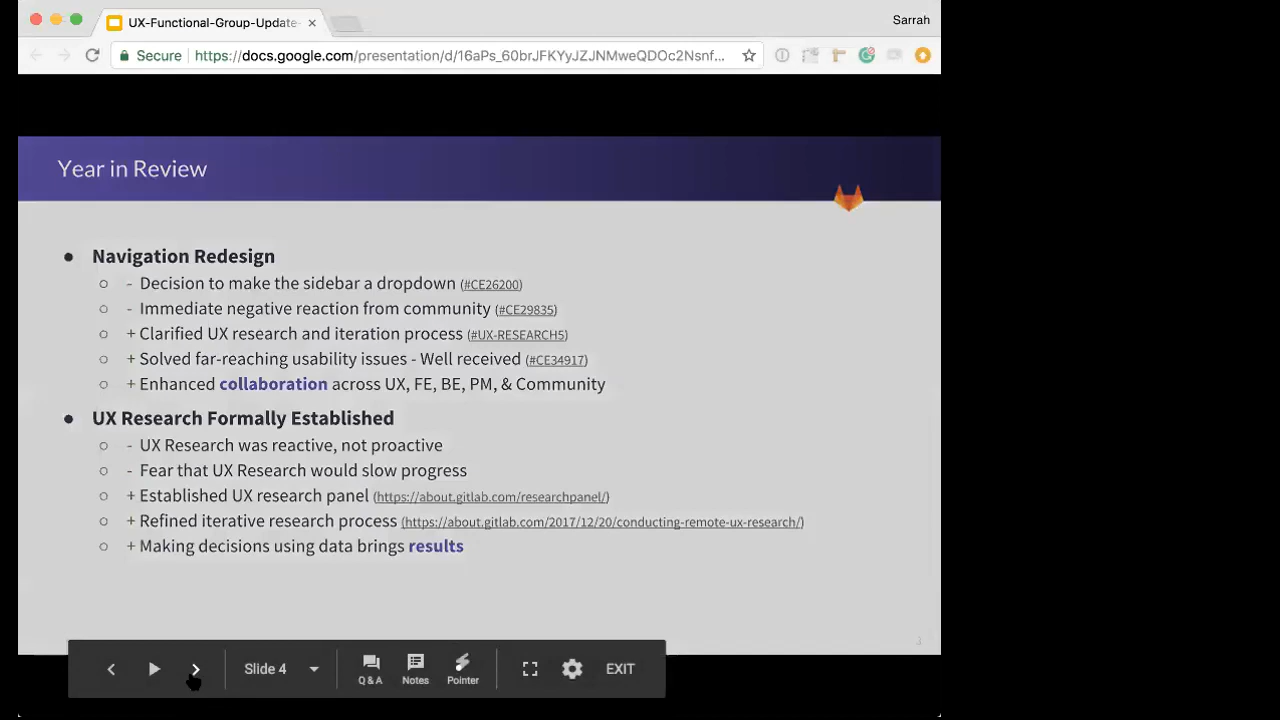 UX-Functional-Group-Update-
Sarrah
Secure https://docs.google.com/presentation/d/16aPs_60brJFKYyJZJNMweQDOc2Nsnf...
Year in Review
● Navigation Redesign
○ - Decision to make the sidebar a dropdown (#CE26200)
○ - Immediate negative reaction from community (#CE29835)
○ + Clarified UX research and iteration process (#UX-RESEARCH5)
○ + Solved far-reaching usability issues - Well received (#CE34917)
○ + Enhanced collaboration across UX, FE, BE, PM, & Community
● UX Research Formally Established
○ - UX Research was reactive, not proactive
○ - Fear that UX Research would slow progress
○ + Established UX research panel (https://about.gitlab.com/researchpanel/)
○ + Refined iterative research process (https://about.gitlab.com/2017/12/20/conducting-remote-ux-research/)
○ + Making decisions using data brings results
3
Slide 4
Q & A
Notes
Pointer
EXIT